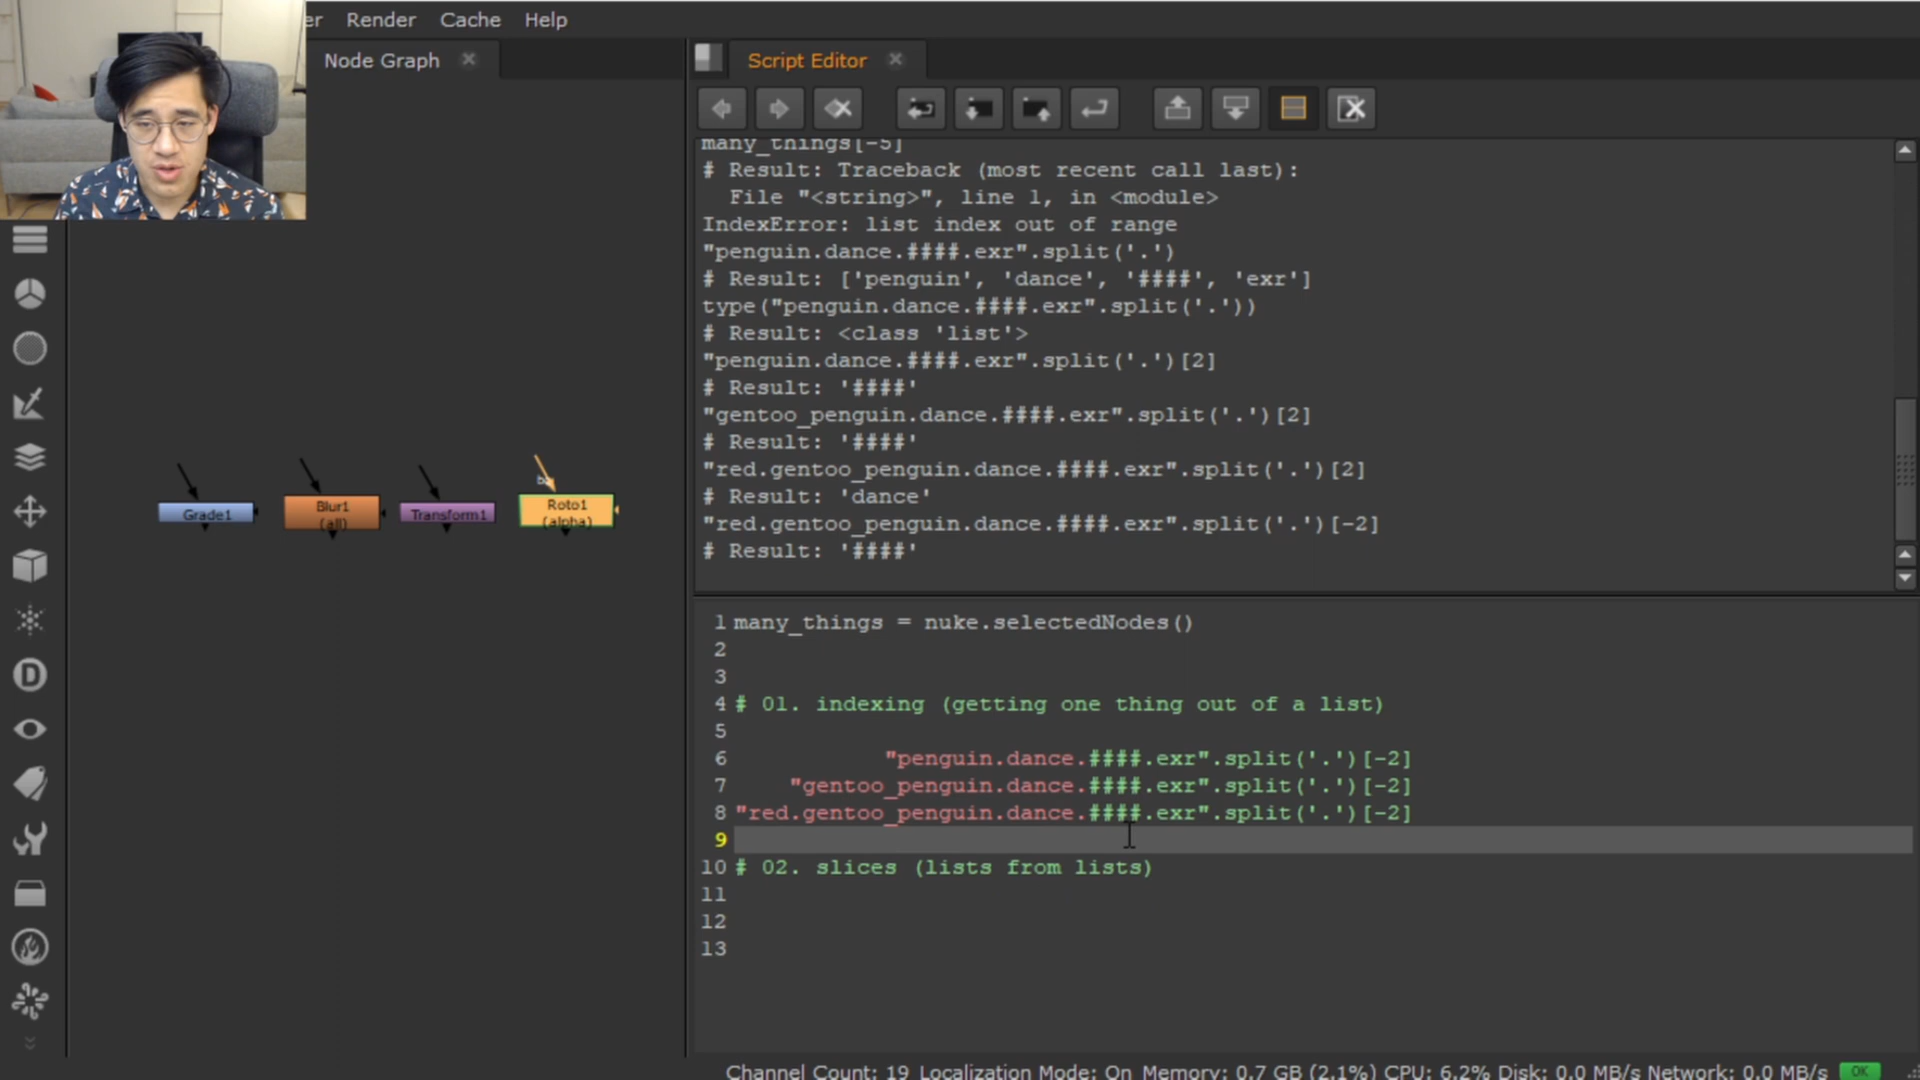 er Render Cache Help
Node Graph
Script Editor
many_things[-5]
# Result: Traceback (most recent call last):
File "<string>", line 1, in <module>
IndexError: list index out of range
"penguin.dance.####.exr".split('.')
# Result: ['penguin', 'dance', '####', 'exr']
type("penguin.dance.####.exr".split('.'))
# Result: <class 'list'>
"penguin.dance.####.exr".split('.')[2]
# Result: '####'
"gentoo_penguin.dance.####.exr".split('.')[2]
# Result: '####'
"red.gentoo_penguin.dance.####.exr".split('.')[2]
# Result: 'dance'
"red.gentoo_penguin.dance.####.exr".split('.')[-2]
# Result: '####'
Grade1
Blur1
(all)
Transform1
Roto1
(alpha)
1 many_things = nuke.selectedNodes()
2
3
4 # 01. indexing (getting one thing out of a list)
5
6 "penguin.dance.####.exr".split('.')[-2]
7 "gentoo_penguin.dance.####.exr".split('.')[-2]
8 "red.gentoo_penguin.dance.####.exr".split('.')[-2]
9
10 # 02. slices (lists from lists)
11
12
13
Channel Count: 19 Localization Mode: On Memory: 0.7 GB (2.1%) CPU: 6.2% Disk: 0.0 MB/s Network: 0.0 MB/s OK